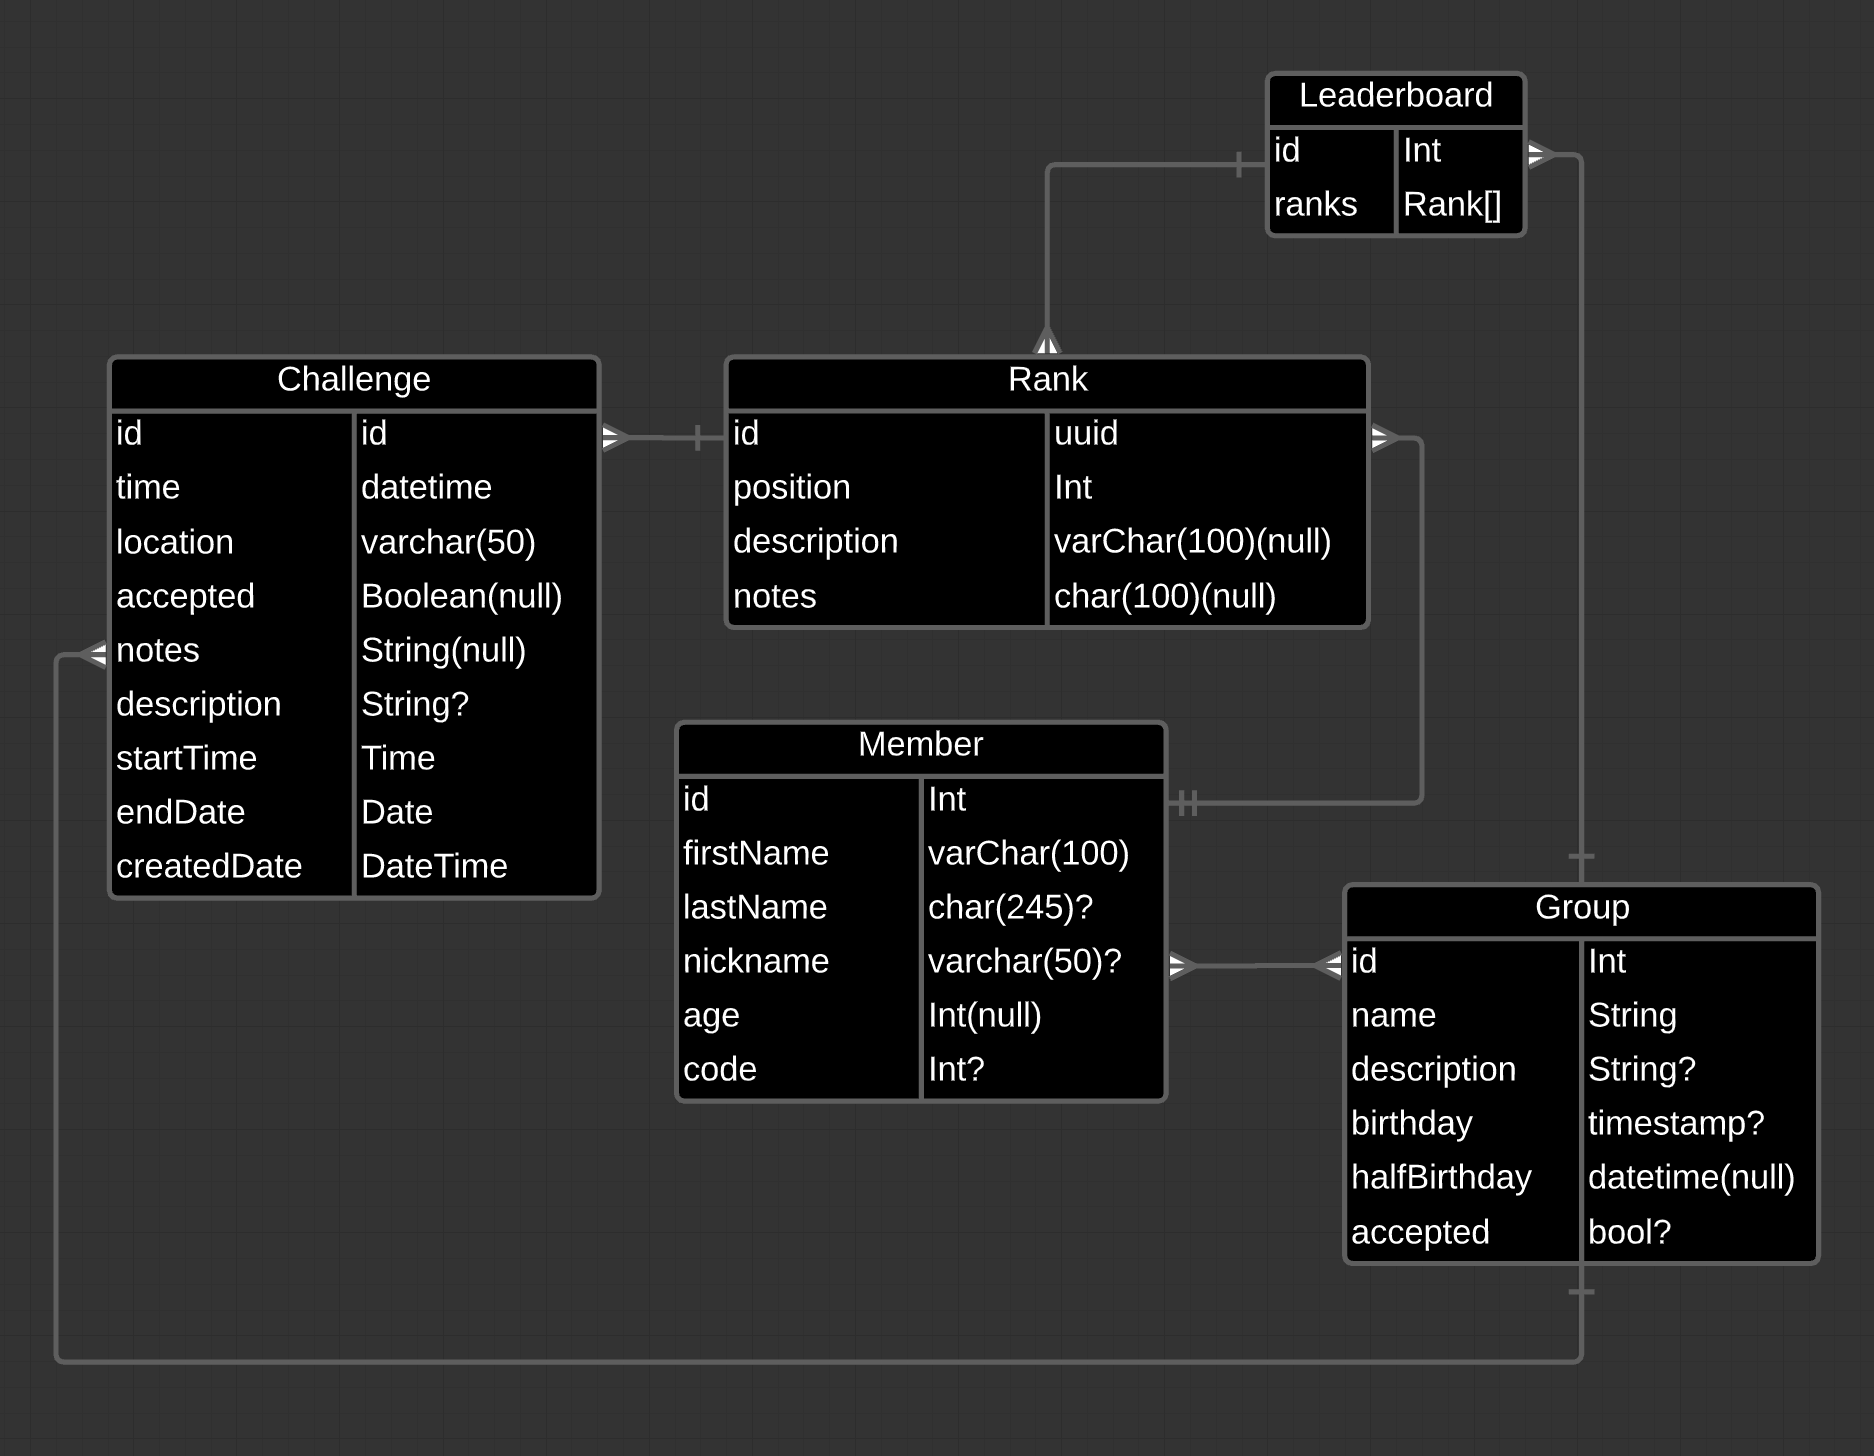 Leaderboard
id Int
ranks Rank[]
Challenge
id id
time datetime
location varchar(50)
accepted Boolean(null)
notes String(null)
description String?
startTime Time
endDate Date
createdDate DateTime
Rank
id uuid
position Int
description varChar(100)(null)
notes char(100)(null)
Member
id Int
firstName varChar(100)
lastName char(245)?
nickname varchar(50)?
age Int(null)
code Int?
Group
id Int
name String
description String?
birthday timestamp?
halfBirthday datetime(null)
accepted bool?